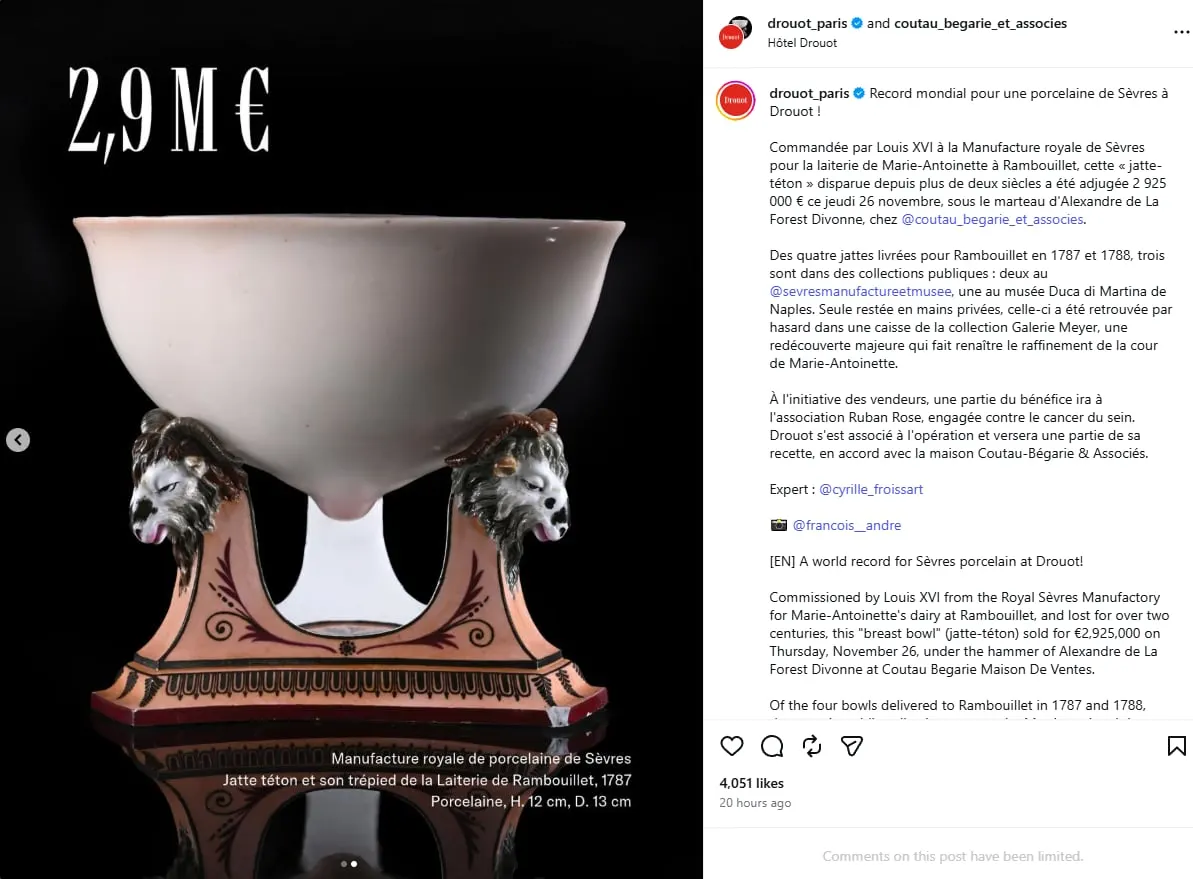 2,9 M €
Manufacture royale de porcelaine de Sèvres
Jatte téton et son trépied de la Laiterie de Rambouillet, 1787
Porcelaine, H. 12 cm, D. 13 cm
Drouot
drouot_paris and coutau_begarie_et_associes
Hôtel Drouot
Drouot
drouot_paris Record mondial pour une porcelaine de Sèvres à
Drouot !
Commandée par Louis XVI à la Manufacture royale de Sèvres
pour la laiterie de Marie-Antoinette à Rambouillet, cette « jatte-
téton » disparue depuis plus de deux siècles a été adjugée 2 925
000 € ce jeudi 26 novembre, sous le marteau d'Alexandre de La
Forest Divonne, chez @coutau_begarie_et_associes.
Des quatre jattes livrées pour Rambouillet en 1787 et 1788, trois
sont dans des collections publiques : deux au
@sevresmanufactureetmusee, une au musée Duca di Martina de
Naples. Seule restée en mains privées, celle-ci a été retrouvée par
hasard dans une caisse de la collection Galerie Meyer, une
redécouverte majeure qui fait renaître le raffinement de la cour
de Marie-Antoinette.
À l'initiative des vendeurs, une partie du bénéfice ira à
l'association Ruban Rose, engagée contre le cancer du sein.
Drouot s'est associé à l'opération et versera une partie de sa
recette, en accord avec la maison Coutau-Bégarie & Associés.
Expert : @cyrille_froissart
📷 @francois__andre
[EN] A world record for Sèvres porcelain at Drouot!
Commissioned by Louis XVI from the Royal Sèvres Manufactory
for Marie-Antoinette's dairy at Rambouillet, and lost for over two
centuries, this "breast bowl" (jatte-téton) sold for €2,925,000 on
Thursday, November 26, under the hammer of Alexandre de La
Forest Divonne at Coutau Begarie Maison De Ventes.
Of the four bowls delivered to Rambouillet in 1787 and 1788,
4,051 likes
20 hours ago
Comments on this post have been limited.